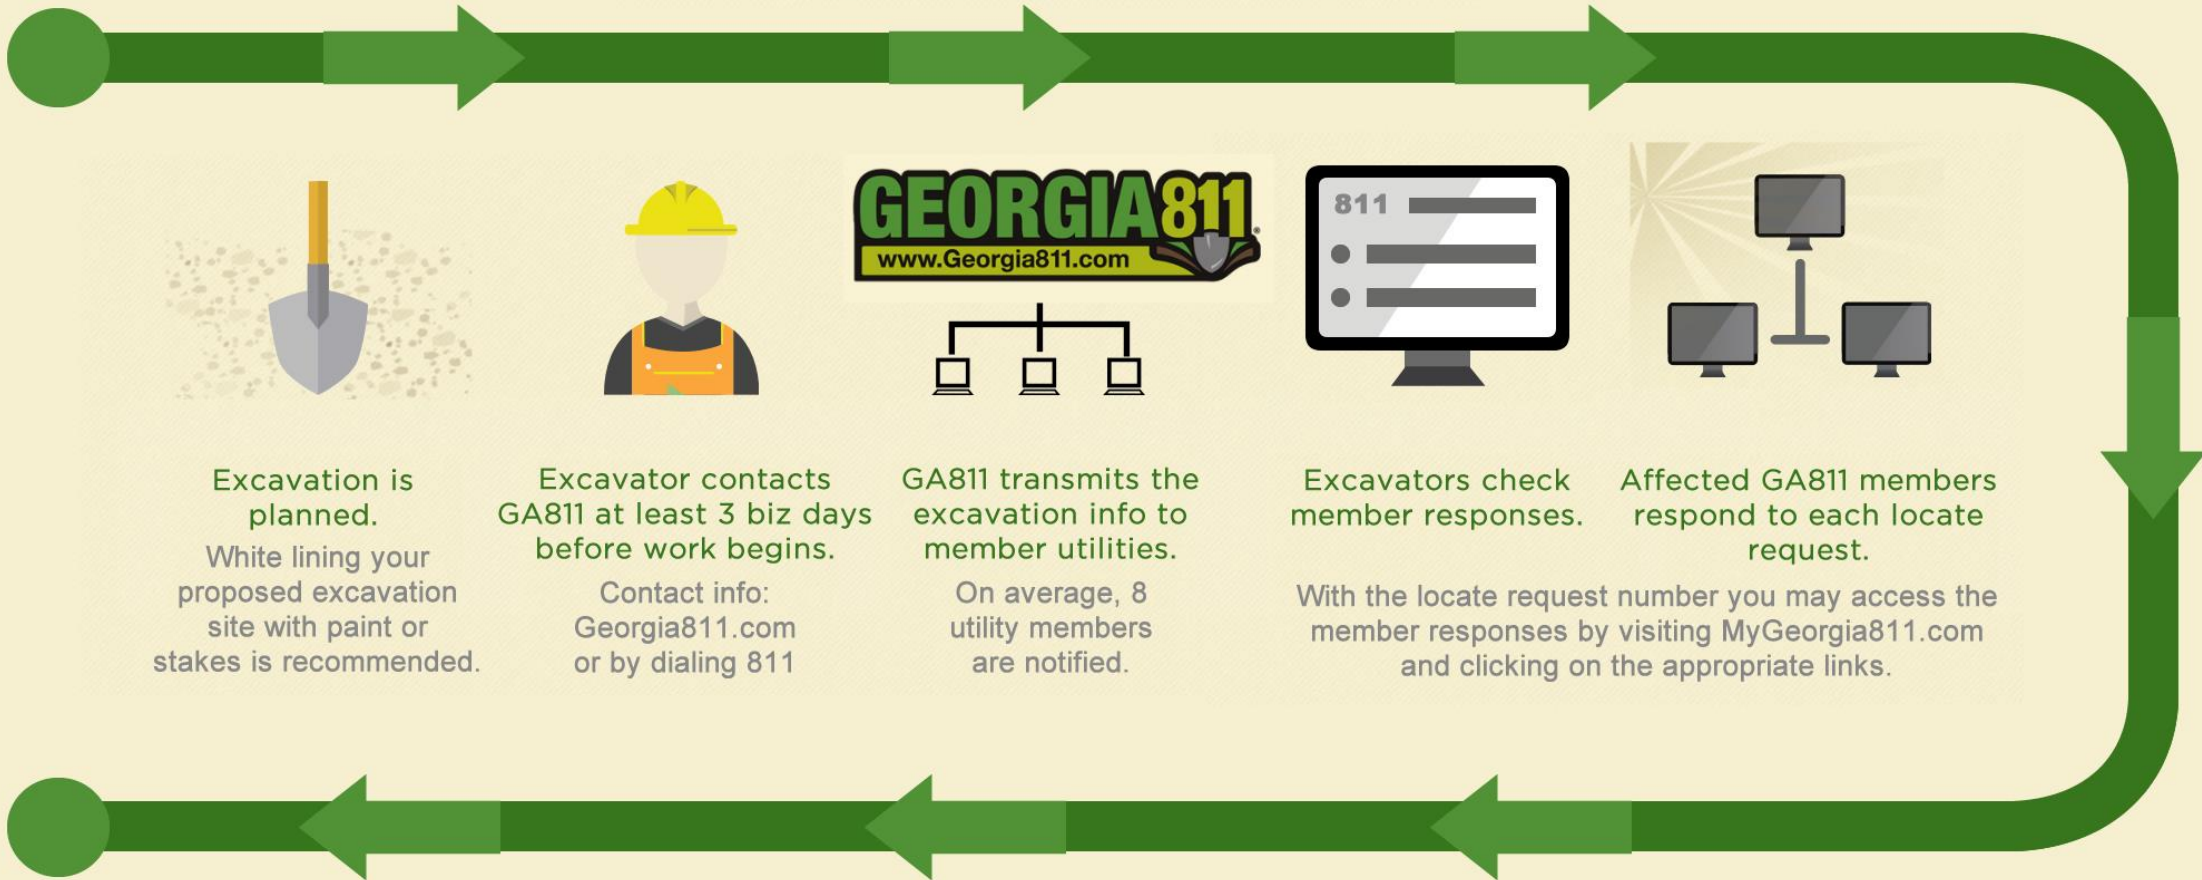 GEORGIA811
www.Georgia811.com
811
Excavation is
planned.
White lining your
proposed excavation
site with paint or
stakes is recommended.
Excavator contacts
GA811 at least 3 biz days
before work begins.
Contact info:
Georgia811.com
or by dialing 811
GA811 transmits the
excavation info to
member utilities.
On average, 8
utility members
are notified.
Excavators check
member responses.
Affected GA811 members
respond to each locate
request.
With the locate request number you may access the
member responses by visiting MyGeorgia811.com
and clicking on the appropriate links.